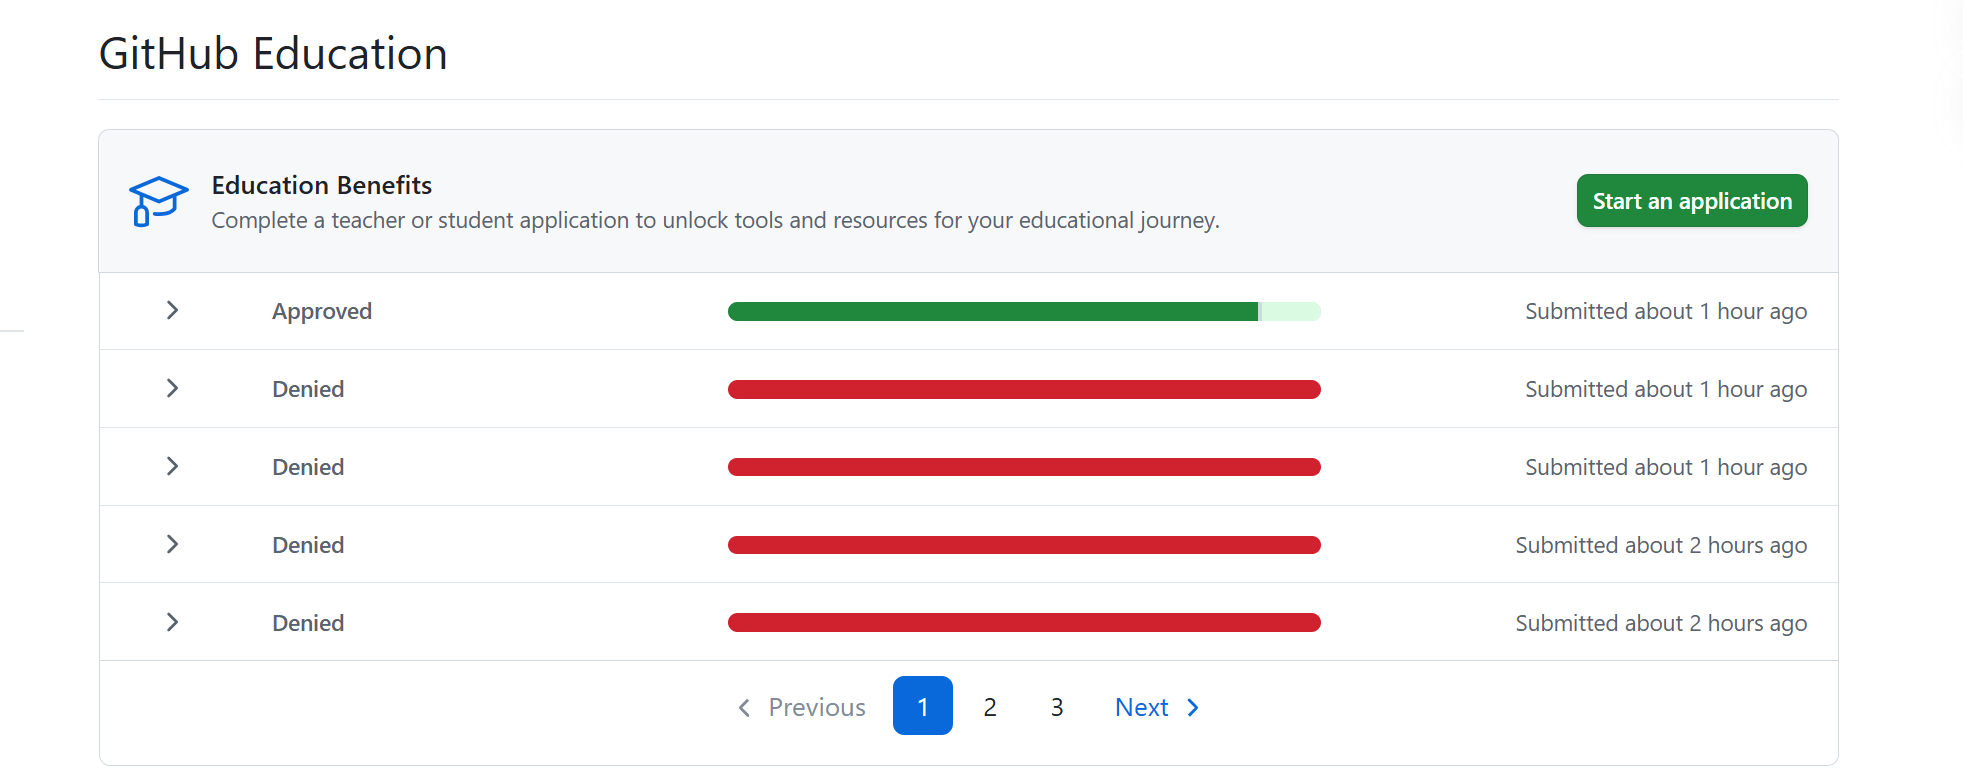 GitHub Education
Education Benefits
Complete a teacher or student application to unlock tools and resources for your educational journey.
Start an application
Approved
Submitted about 1 hour ago
Denied
Submitted about 1 hour ago
Denied
Submitted about 1 hour ago
Denied
Submitted about 2 hours ago
Denied
Submitted about 2 hours ago
Previous 1 2 3 Next